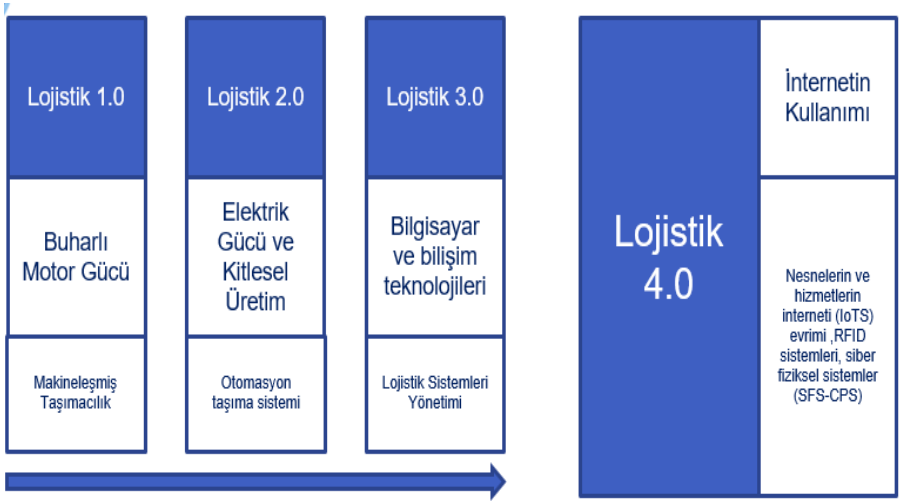 Lojistik 1.0
Buharlı
Motor Gücü
Makineleşmiş
Taşımacılık
Lojistik 2.0
Elektrik
Gücü ve
Kitlesel
Üretim
Otomasyon
taşıma sistemi
Lojistik 3.0
Bilgisayar
ve bilişim
teknolojileri
Lojistik Sistemleri
Yönetimi
Lojistik
4.0
İnternetin
Kullanımı
Nesnelerin ve
hizmetlerin
interneti (IoTS)
evrimi ,RFID
sistemleri, siber
fiziksel sistemler
(SFS-CPS)